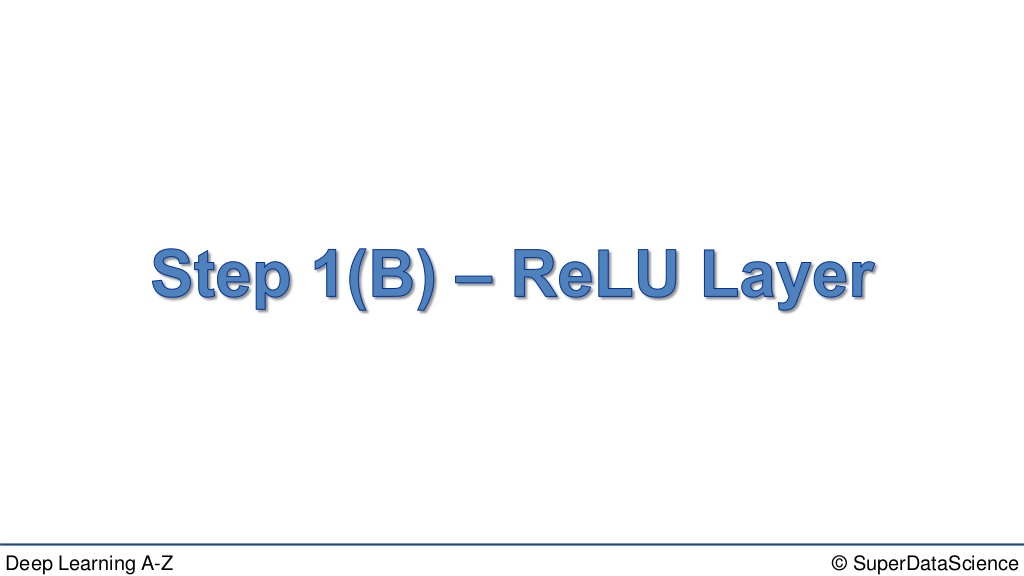 Step 1(B) – ReLU Layer
Deep Learning A-Z
© SuperDataScience